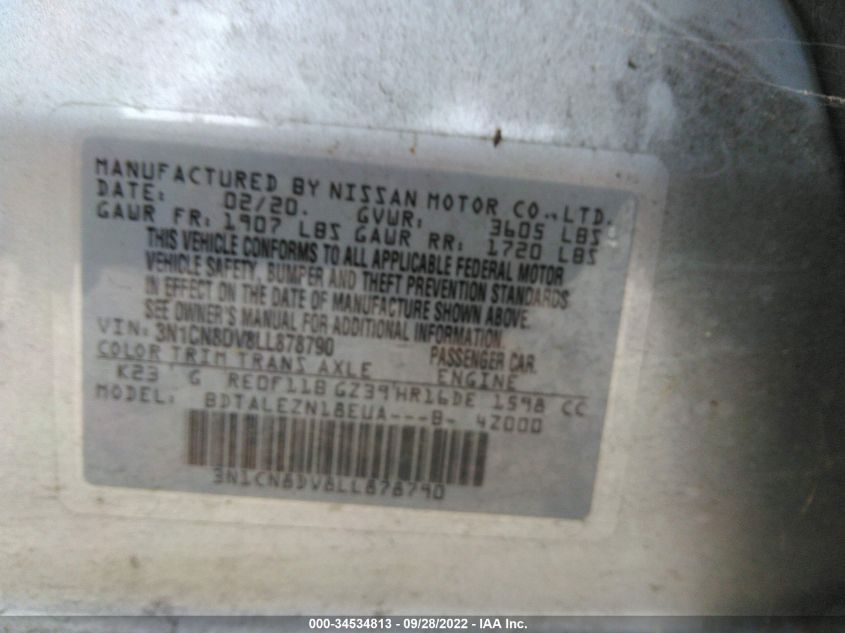 MANUFACTURED BY NISSAN MOTOR CO., LTD.
DATE: 02/20. GVWR: 3605 LBS
GAWR FR: 1907 LBS GAWR RR: 1720 LBS
THIS VEHICLE CONFORMS TO ALL APPLICABLE FEDERAL MOTOR
VEHICLE SAFETY, BUMPER AND THEFT PREVENTION STANDARDS
IN EFFECT ON THE DATE OF MANUFACTURE SHOWN ABOVE.
SEE OWNER'S MANUAL FOR ADDITIONAL INFORMATION.
VIN: 3N1CN8DV8LL878790 PASSENGER CAR.
COLOR TRIM TRANS AXLE ENGINE
K23 G RE0F11B GZ39 HR16DE 1598 CC
MODEL: BDTALEZN18EUA---B- 42000
3N1CN8DV8LL878790
000-34534813 - 09/28/2022 - IAA Inc.